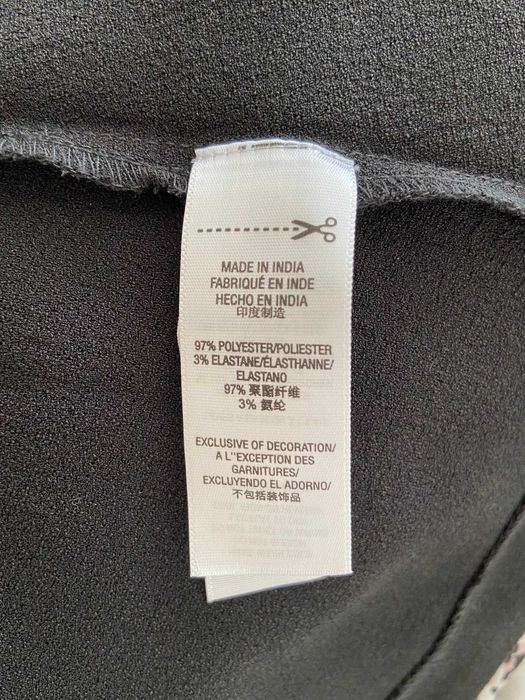 MADE IN INDIA
FABRIQUÉ EN INDE
HECHO EN INDIA
印度制造
97% POLYESTER/POLIESTER
3% ELASTANE/ÉLASTHANNE/
ELASTANO
97% 聚酯纤维
3% 氨纶
EXCLUSIVE OF DECORATION/
A L''EXCEPTION DES
GARNITURES/
EXCLUYENDO EL ADORNO/
不包括装饰品